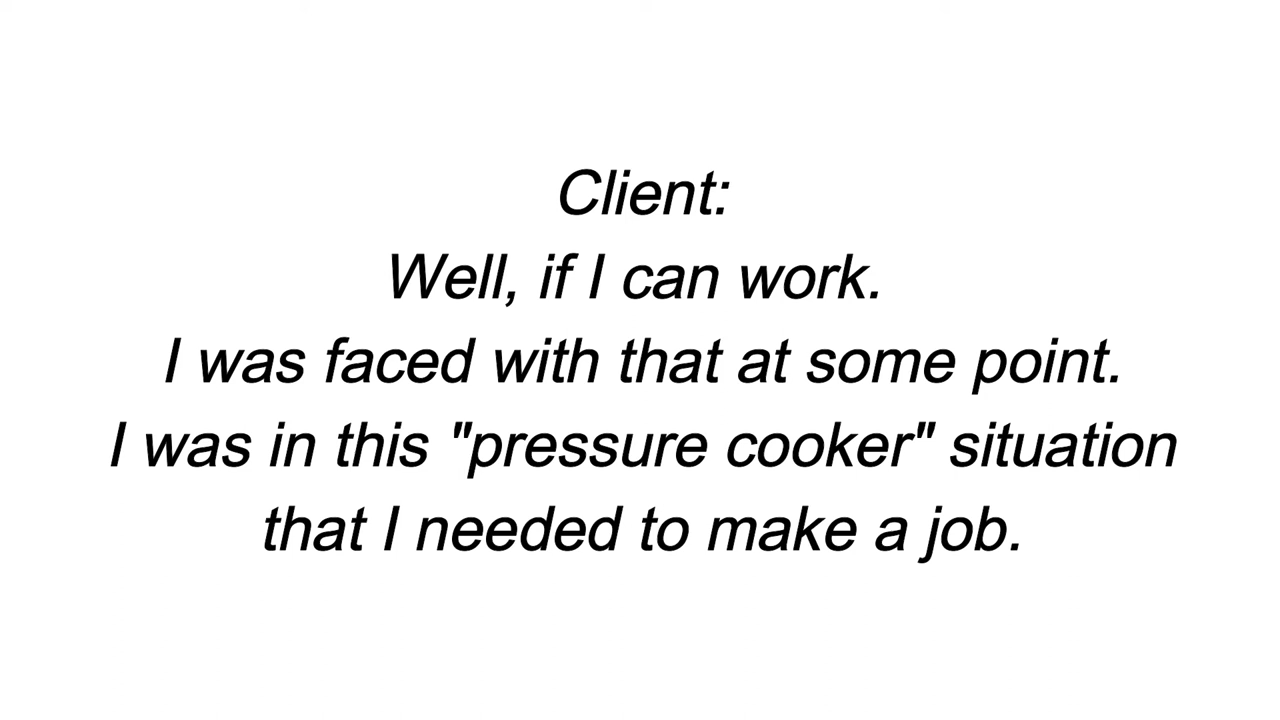 Client:
Well, if I can work.
I was faced with that at some point.
I was in this "pressure cooker" situation
that I needed to make a job.